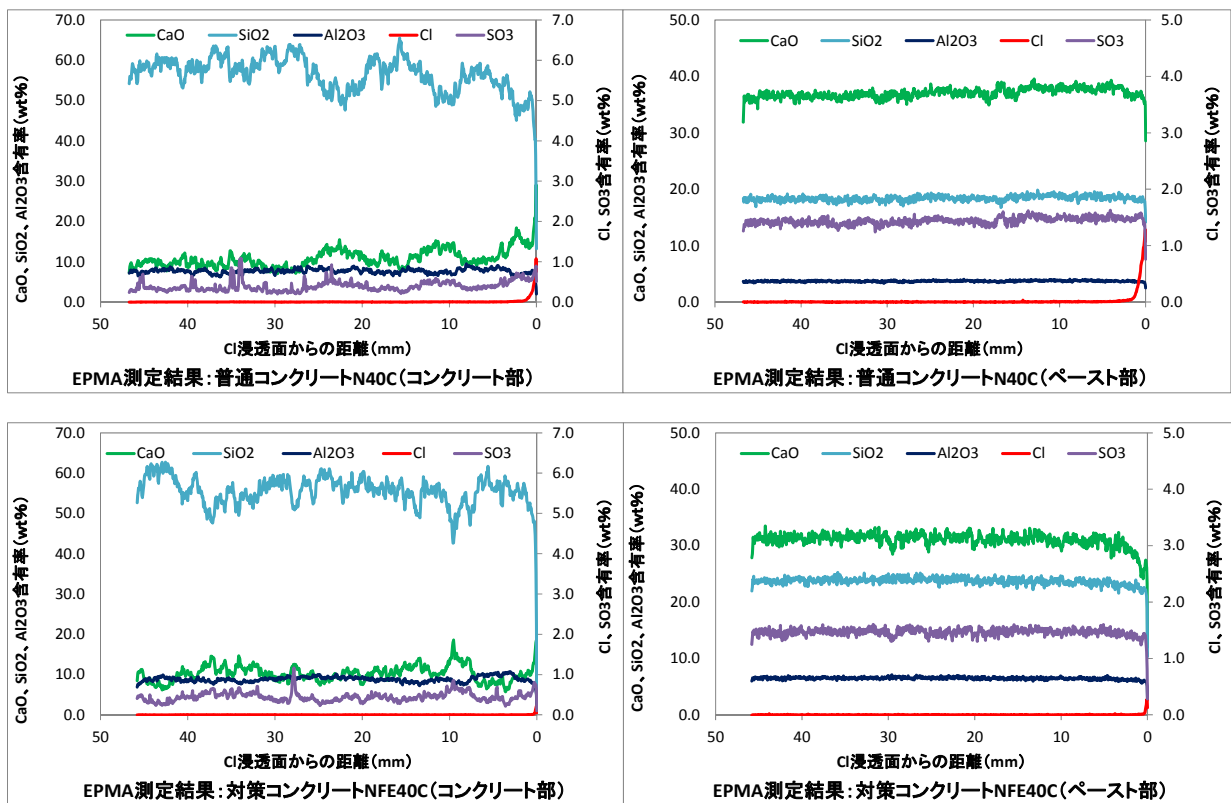 CaO SiO2 Al2O3 Cl SO3
CaO、SiO2、Al2O3含有率(wt%)
70.0
60.0
50.0
40.0
30.0
20.0
10.0
0.0
7.0
6.0
5.0
4.0
3.0
2.0
1.0
0.0
Cl、SO3含有率(wt%)
50 40 30 20 10 0
Cl浸透面からの距離(mm)
EPMA測定結果:普通コンクリートN40C(コンクリート部)
CaO SiO2 Al2O3 Cl SO3
CaO、SiO2、Al2O3含有率(wt%)
50.0
40.0
30.0
20.0
10.0
0.0
5.0
4.0
3.0
2.0
1.0
0.0
Cl、SO3含有率(wt%)
50 40 30 20 10 0
Cl浸透面からの距離(mm)
EPMA測定結果:普通コンクリートN40C(ペースト部)
CaO SiO2 Al2O3 Cl SO3
CaO、SiO2、Al2O3含有率(wt%)
70.0
60.0
50.0
40.0
30.0
20.0
10.0
0.0
7.0
6.0
5.0
4.0
3.0
2.0
1.0
0.0
Cl、SO3含有率(wt%)
50 40 30 20 10 0
Cl浸透面からの距離(mm)
EPMA測定結果:対策コンクリートNFE40C(コンクリート部)
CaO SiO2 Al2O3 Cl SO3
CaO、SiO2、Al2O3含有率(wt%)
50.0
40.0
30.0
20.0
10.0
0.0
5.0
4.0
3.0
2.0
1.0
0.0
Cl、SO3含有率(wt%)
50 40 30 20 10 0
Cl浸透面からの距離(mm)
EPMA測定結果:対策コンクリートNFE40C(ペースト部)